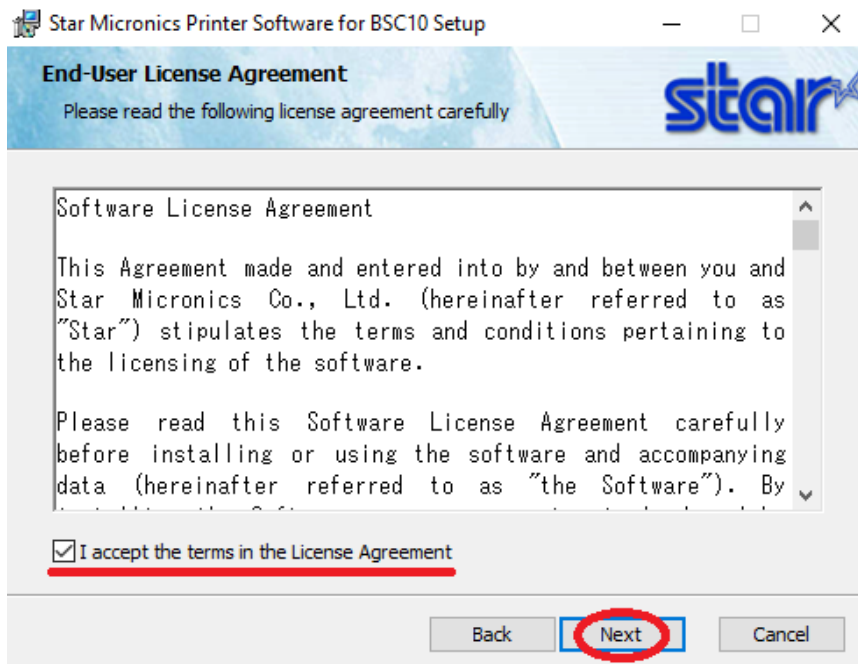 Star Micronics Printer Software for BSC10 Setup
End-User License Agreement
Please read the following license agreement carefully
star
Software License Agreement
This Agreement made and entered into by and between you and
Star Micronics Co., Ltd. (hereinafter referred to as
"Star") stipulates the terms and conditions pertaining to
the licensing of the software.
Please read this Software License Agreement carefully
before installing or using the software and accompanying
data (hereinafter referred to as "the Software"). By
I accept the terms in the License Agreement
Back
Next
Cancel